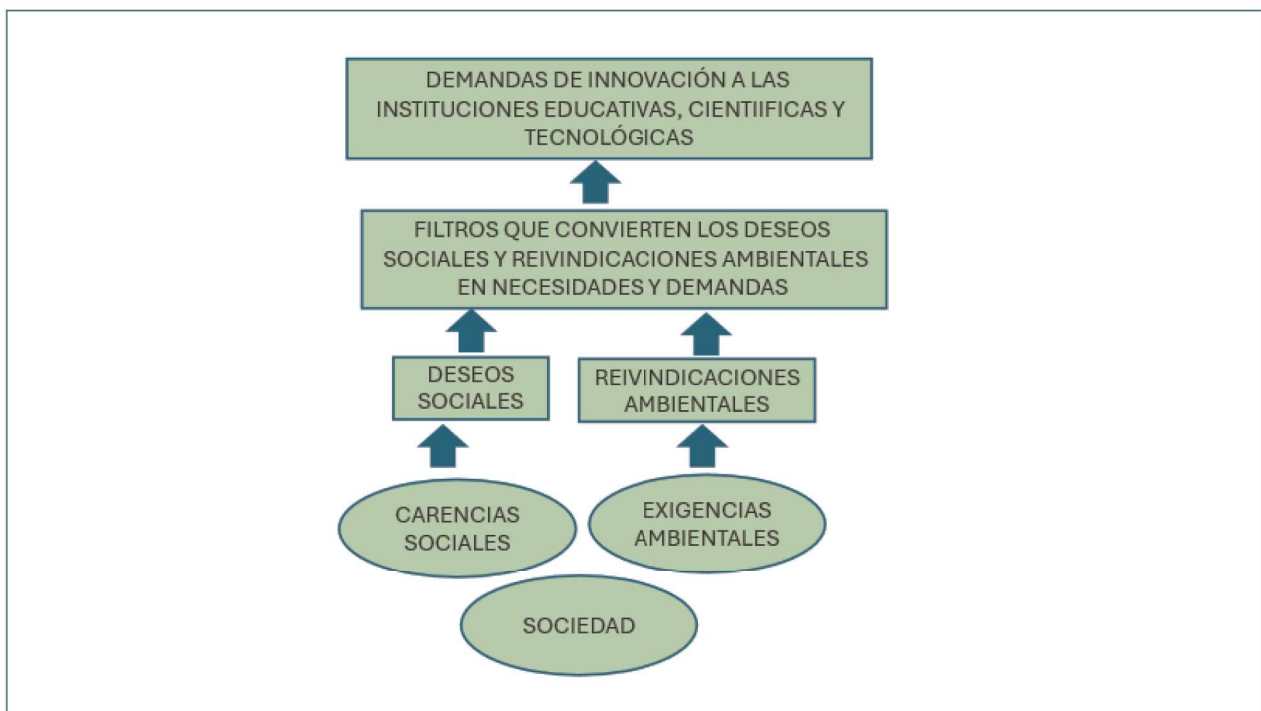 DEMANDAS DE INNOVACIÓN A LAS
INSTITUCIONES EDUCATIVAS, CIENTIIFICAS Y
TECNOLÓGICAS
FILTROS QUE CONVIERTEN LOS DESEOS
SOCIALES Y REIVINDICACIONES AMBIENTALES
EN NECESIDADES Y DEMANDAS
DESEOS
SOCIALES
REIVINDICACIONES
AMBIENTALES
CARENCIAS
SOCIALES
EXIGENCIAS
AMBIENTALES
SOCIEDAD